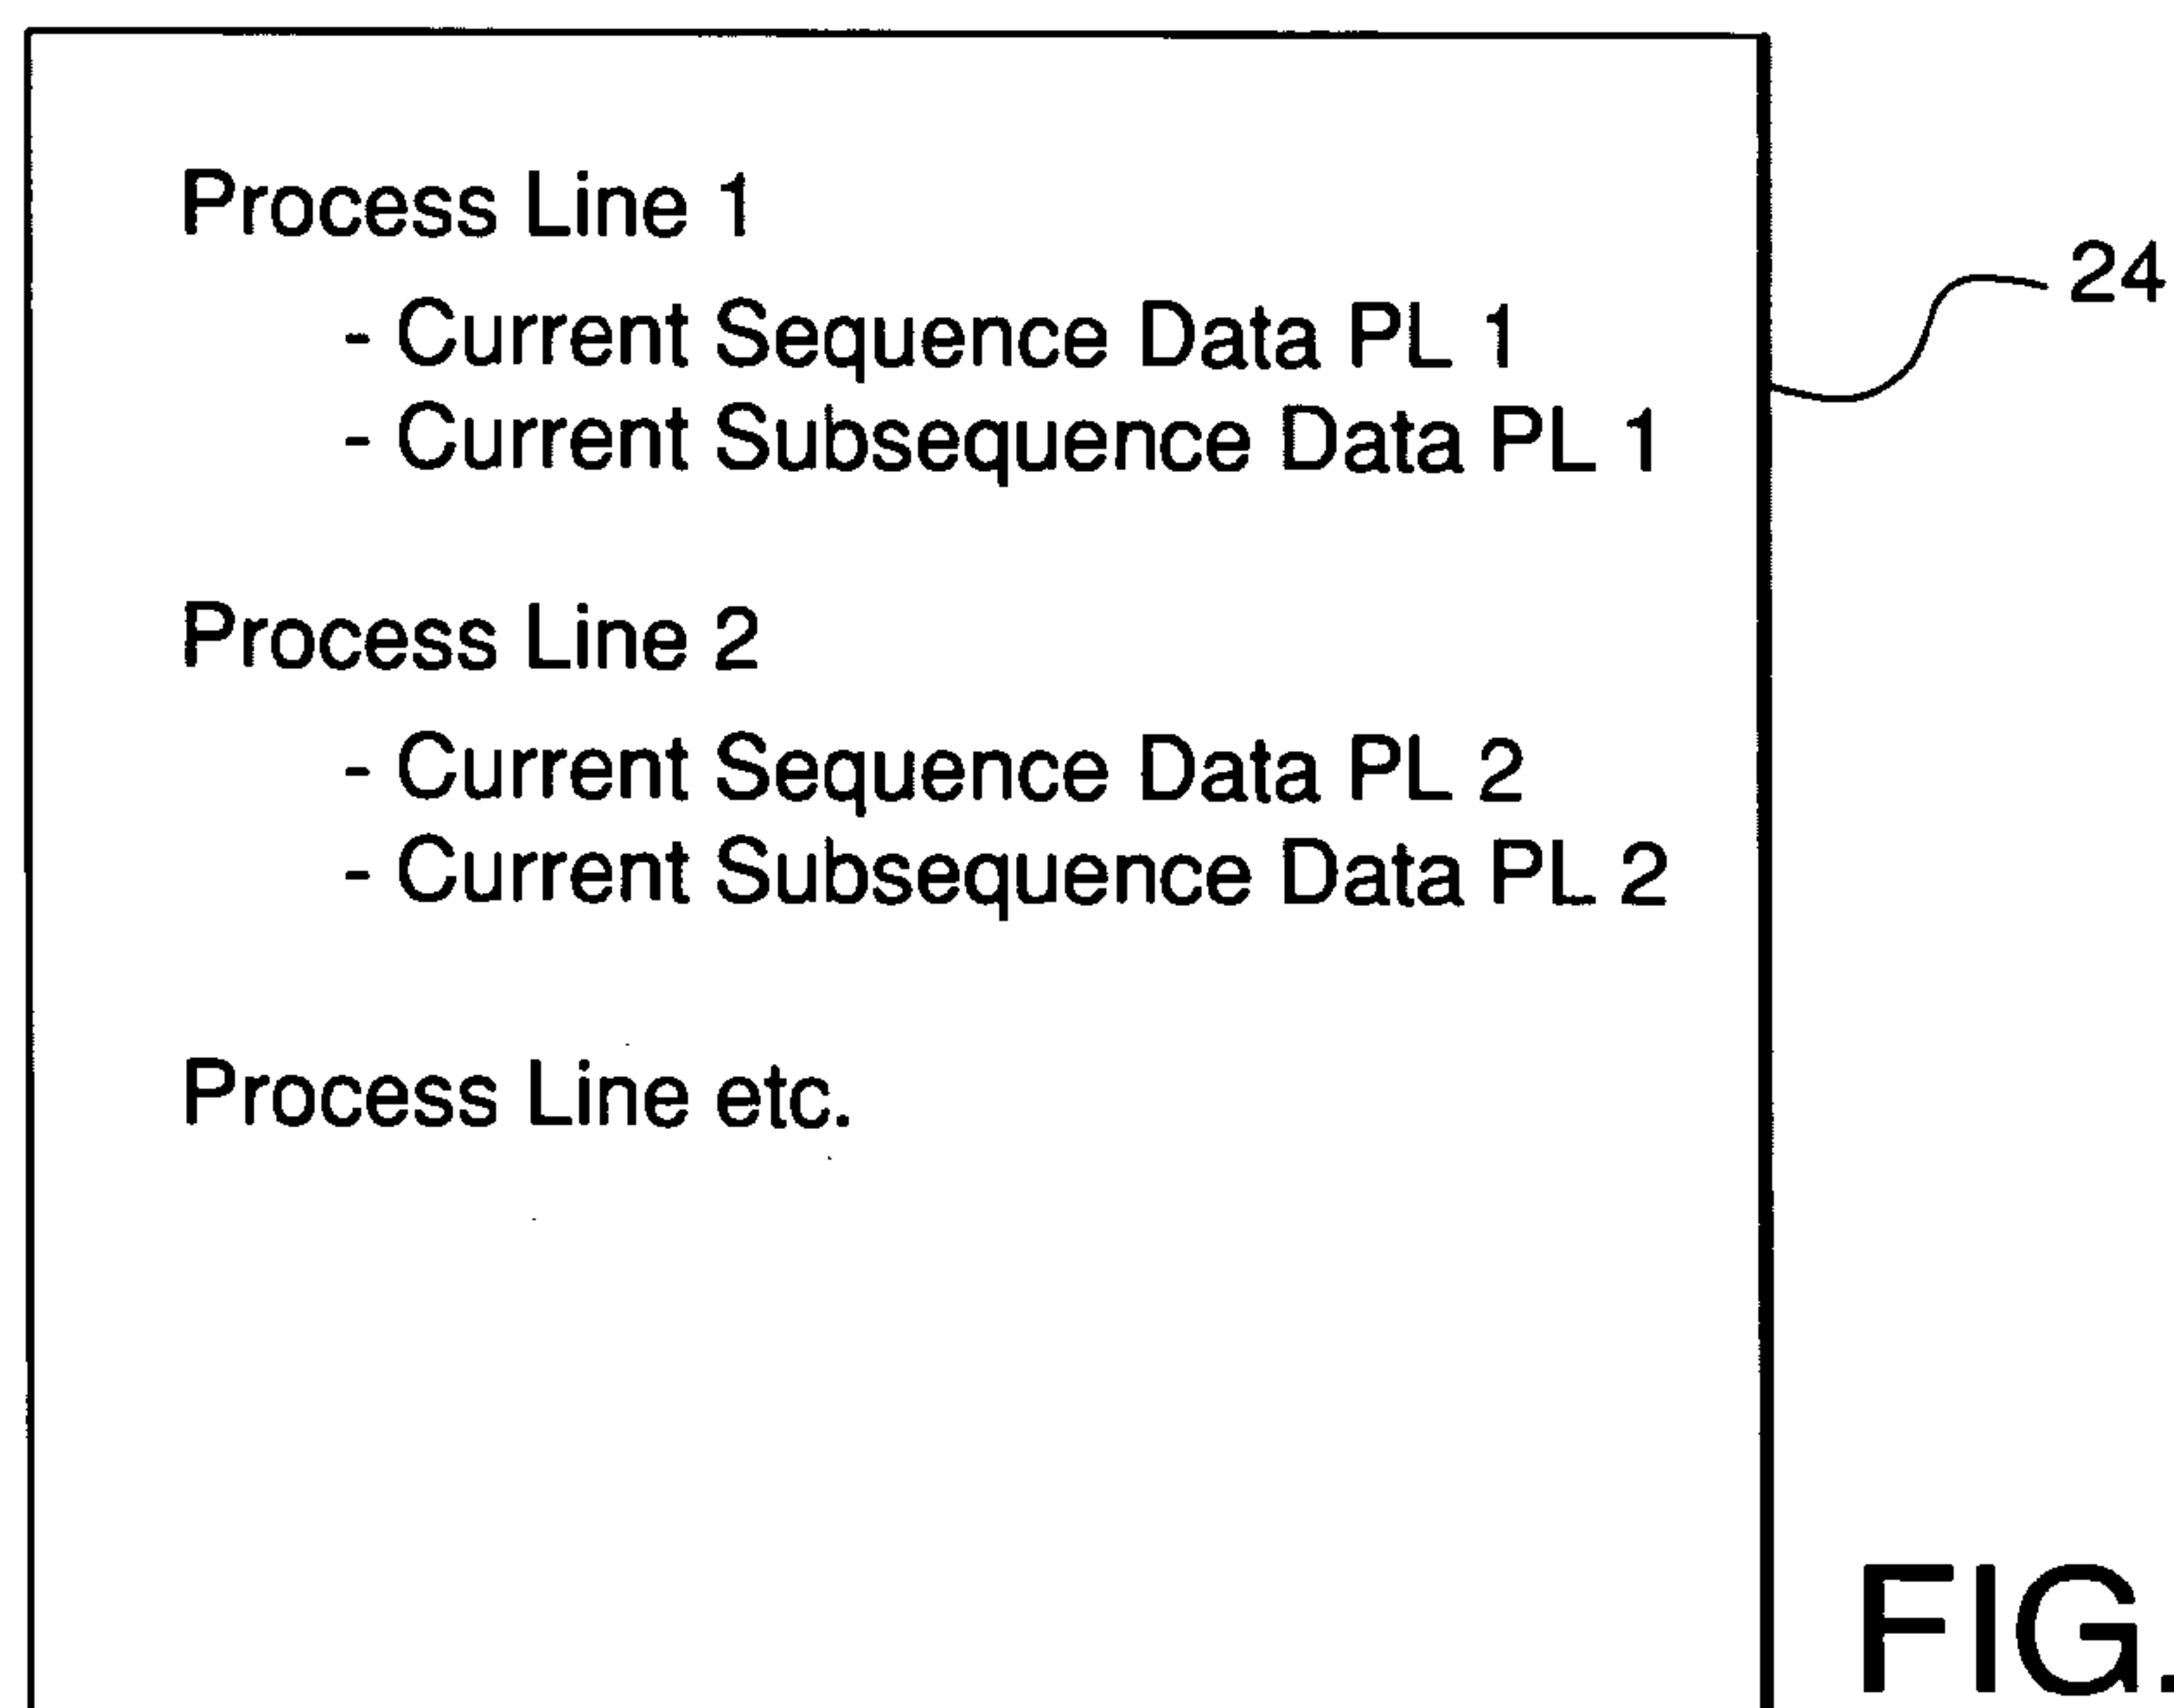 Process Line 1
- Current Sequence Data PL 1
24
- Current Subsequence Data PL 1
Process Line 2
- Current Sequence Data PL 2
- Current Subsequence Data PL 2
Process Line etc.
FIG.